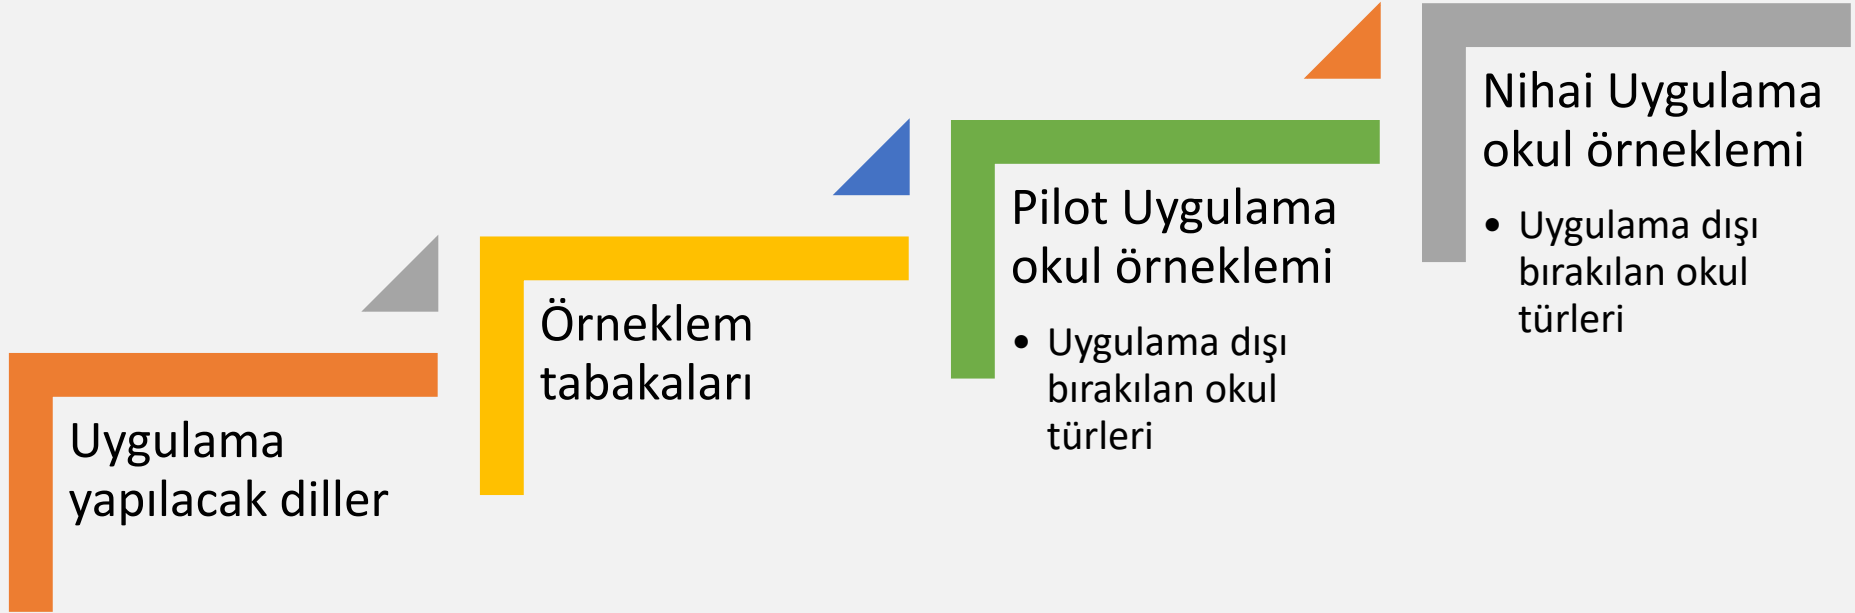 Uygulama
yapılacak diller
Örneklem
tabakaları
Pilot Uygulama
okul örneklemi
• Uygulama dışı
bırakılan okul
türleri
Nihai Uygulama
okul örneklemi
• Uygulama dışı
bırakılan okul
türleri